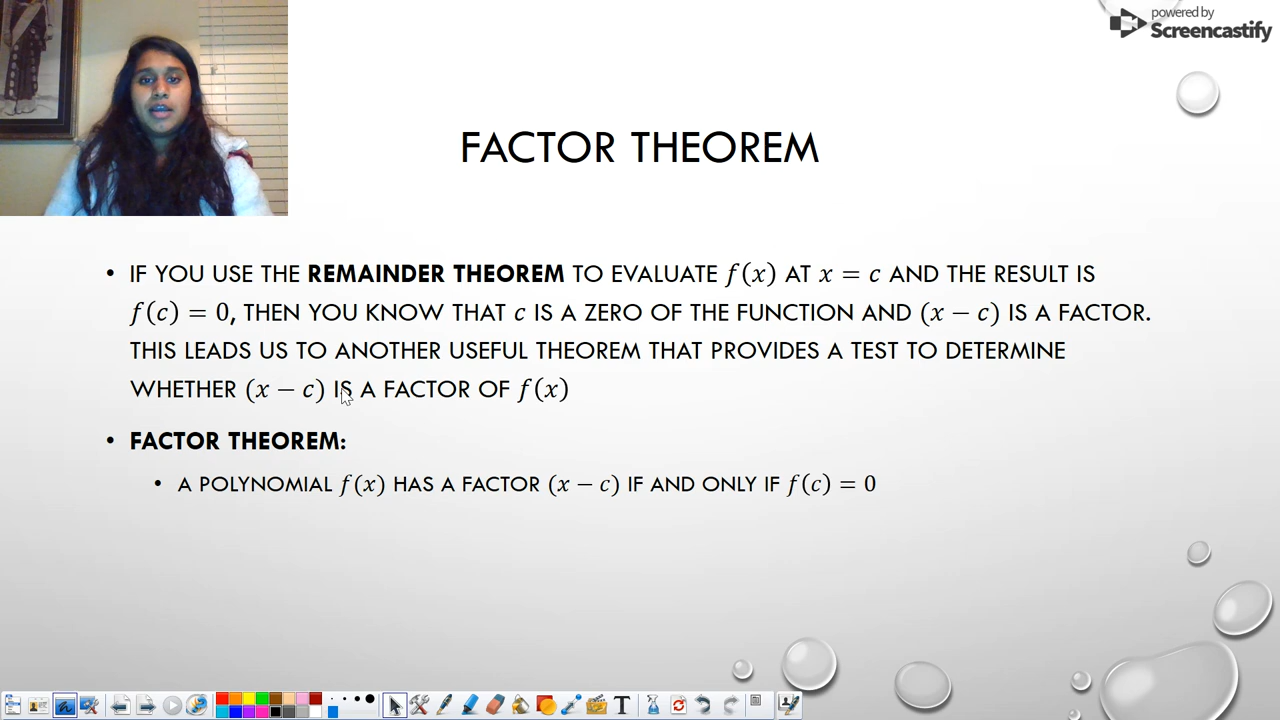 powered by
Screencastify
FACTOR THEOREM
• IF YOU USE THE REMAINDER THEOREM TO EVALUATE f(x) AT x = c AND THE RESULT IS
f(c) = 0, THEN YOU KNOW THAT c IS A ZERO OF THE FUNCTION AND (x − c) IS A FACTOR.
THIS LEADS US TO ANOTHER USEFUL THEOREM THAT PROVIDES A TEST TO DETERMINE
WHETHER (x − c) IS A FACTOR OF f(x)
• FACTOR THEOREM:
• A POLYNOMIAL f(x) HAS A FACTOR (x − c) IF AND ONLY IF f(c) = 0